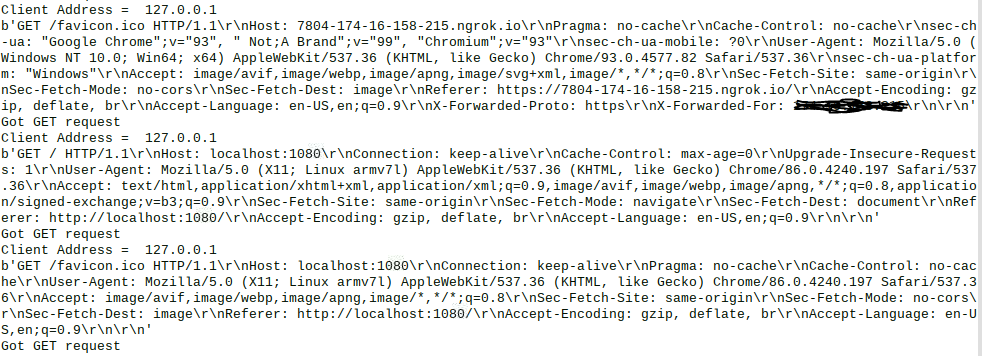 Client Address =  127.0.0.1
b'GET /favicon.ico HTTP/1.1\r\nHost: 7804-174-16-158-215.ngrok.io\r\nPragma: no-cache\r\nCache-Control: no-cache\r\nsec-ch
-ua: "Google Chrome";v="93", " Not;A Brand";v="99", "Chromium";v="93"\r\nsec-ch-ua-mobile: ?0\r\nUser-Agent: Mozilla/5.0 (
Windows NT 10.0; Win64; x64) AppleWebKit/537.36 (KHTML, like Gecko) Chrome/93.0.4577.82 Safari/537.36\r\nsec-ch-ua-platfor
m: "Windows"\r\nAccept: image/avif,image/webp,image/apng,image/svg+xml,image/*,*/*;q=0.8\r\nSec-Fetch-Site: same-origin\r\
nSec-Fetch-Mode: no-cors\r\nSec-Fetch-Dest: image\r\nReferer: https://7804-174-16-158-215.ngrok.io/\r\nAccept-Encoding: gz
ip, deflate, br\r\nAccept-Language: en-US,en;q=0.9\r\nX-Forwarded-Proto: https\r\nX-Forwarded-For: \r\n\r\n'
Got GET request
Client Address =  127.0.0.1
b'GET / HTTP/1.1\r\nHost: localhost:1080\r\nConnection: keep-alive\r\nCache-Control: max-age=0\r\nUpgrade-Insecure-Request
s: 1\r\nUser-Agent: Mozilla/5.0 (X11; Linux armv7l) AppleWebKit/537.36 (KHTML, like Gecko) Chrome/86.0.4240.197 Safari/537
.36\r\nAccept: text/html,application/xhtml+xml,application/xml;q=0.9,image/avif,image/webp,image/apng,*/*;q=0.8,applicatio
n/signed-exchange;v=b3;q=0.9\r\nSec-Fetch-Site: same-origin\r\nSec-Fetch-Mode: navigate\r\nSec-Fetch-Dest: document\r\nRef
erer: http://localhost:1080/\r\nAccept-Encoding: gzip, deflate, br\r\nAccept-Language: en-US,en;q=0.9\r\n\r\n'
Got GET request
Client Address =  127.0.0.1
b'GET /favicon.ico HTTP/1.1\r\nHost: localhost:1080\r\nConnection: keep-alive\r\nPragma: no-cache\r\nCache-Control: no-cac
he\r\nUser-Agent: Mozilla/5.0 (X11; Linux armv7l) AppleWebKit/537.36 (KHTML, like Gecko) Chrome/86.0.4240.197 Safari/537.3
6\r\nAccept: image/avif,image/webp,image/apng,image/*,*/*;q=0.8\r\nSec-Fetch-Site: same-origin\r\nSec-Fetch-Mode: no-cors\
r\nSec-Fetch-Dest: image\r\nReferer: http://localhost:1080/\r\nAccept-Encoding: gzip, deflate, br\r\nAccept-Language: en-U
S,en;q=0.9\r\n\r\n'
Got GET request